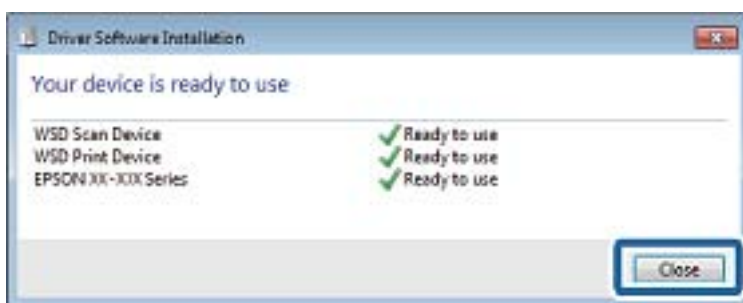 Driver Software Installation
Your device is ready to use
WSD Scan Device Ready to use
WSD Print Device Ready to use
EPSON XX-XXX Series Ready to use
Close